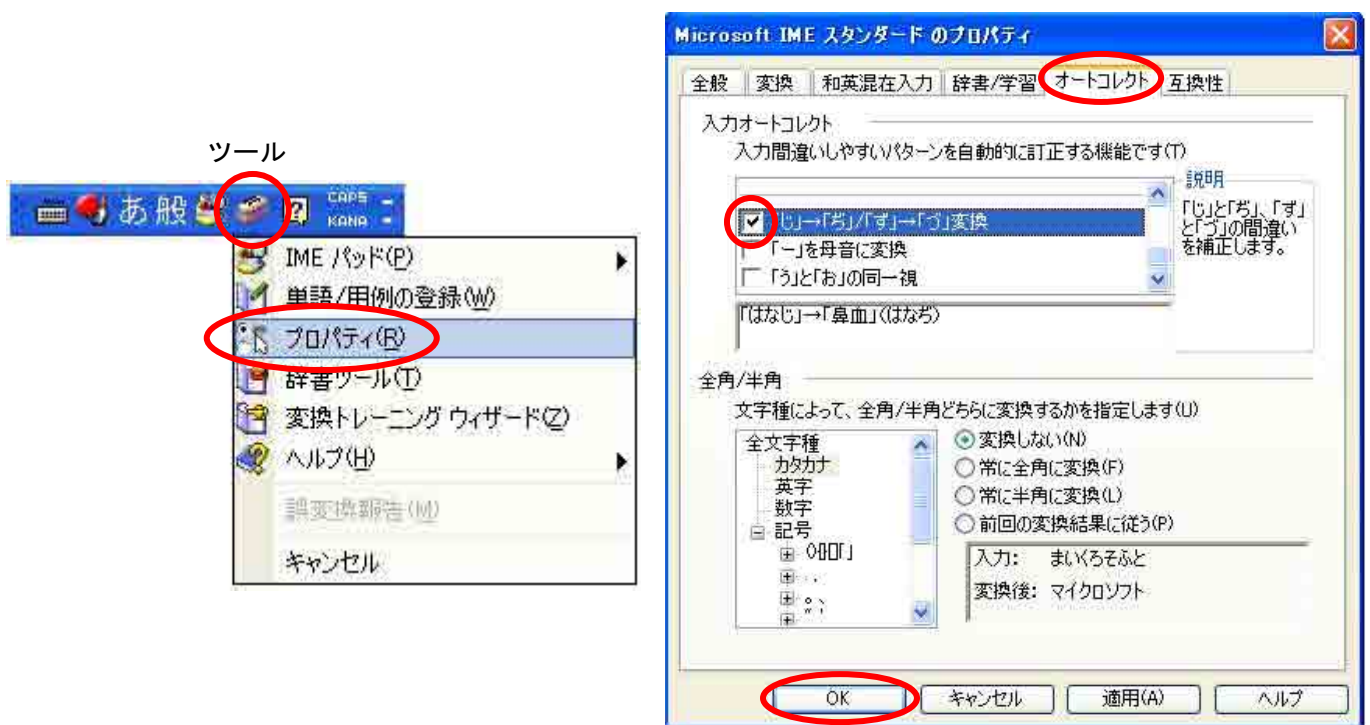 ツール
あ 般 CAPS
KANA
IME パッド(P)
単語/用例の登録(W)
プロパティ(R)
辞書ツール(T)
変換トレーニング ウィザード(Z)
ヘルプ(H)
誤変換報告(M)
キャンセル
Microsoft IME スタンダード のプロパティ
全般 変換 和英混在入力 辞書/学習 オートコレクト 互換性
入力オートコレクト
入力間違いしやすいパターンを自動的に訂正する機能です(T)
「じ」→「ぢ」/「ず」→「づ」変換
「ー」を母音に変換
「う」と「お」の同一視
説明
「じ」と「ぢ」、「ず」
と「づ」の間違い
を補正します。
「はなじ」→「鼻血」(はなぢ)
全角/半角
文字種によって、全角/半角どちらに変換するかを指定します(U)
全文字種
カタカナ
英字
数字
記号
変換しない(N)
常に全角に変換(F)
常に半角に変換(L)
前回の変換結果に従う(P)
入力: まいくろそふと
変換後: マイクロソフト
OK キャンセル 適用(A) ヘルプ